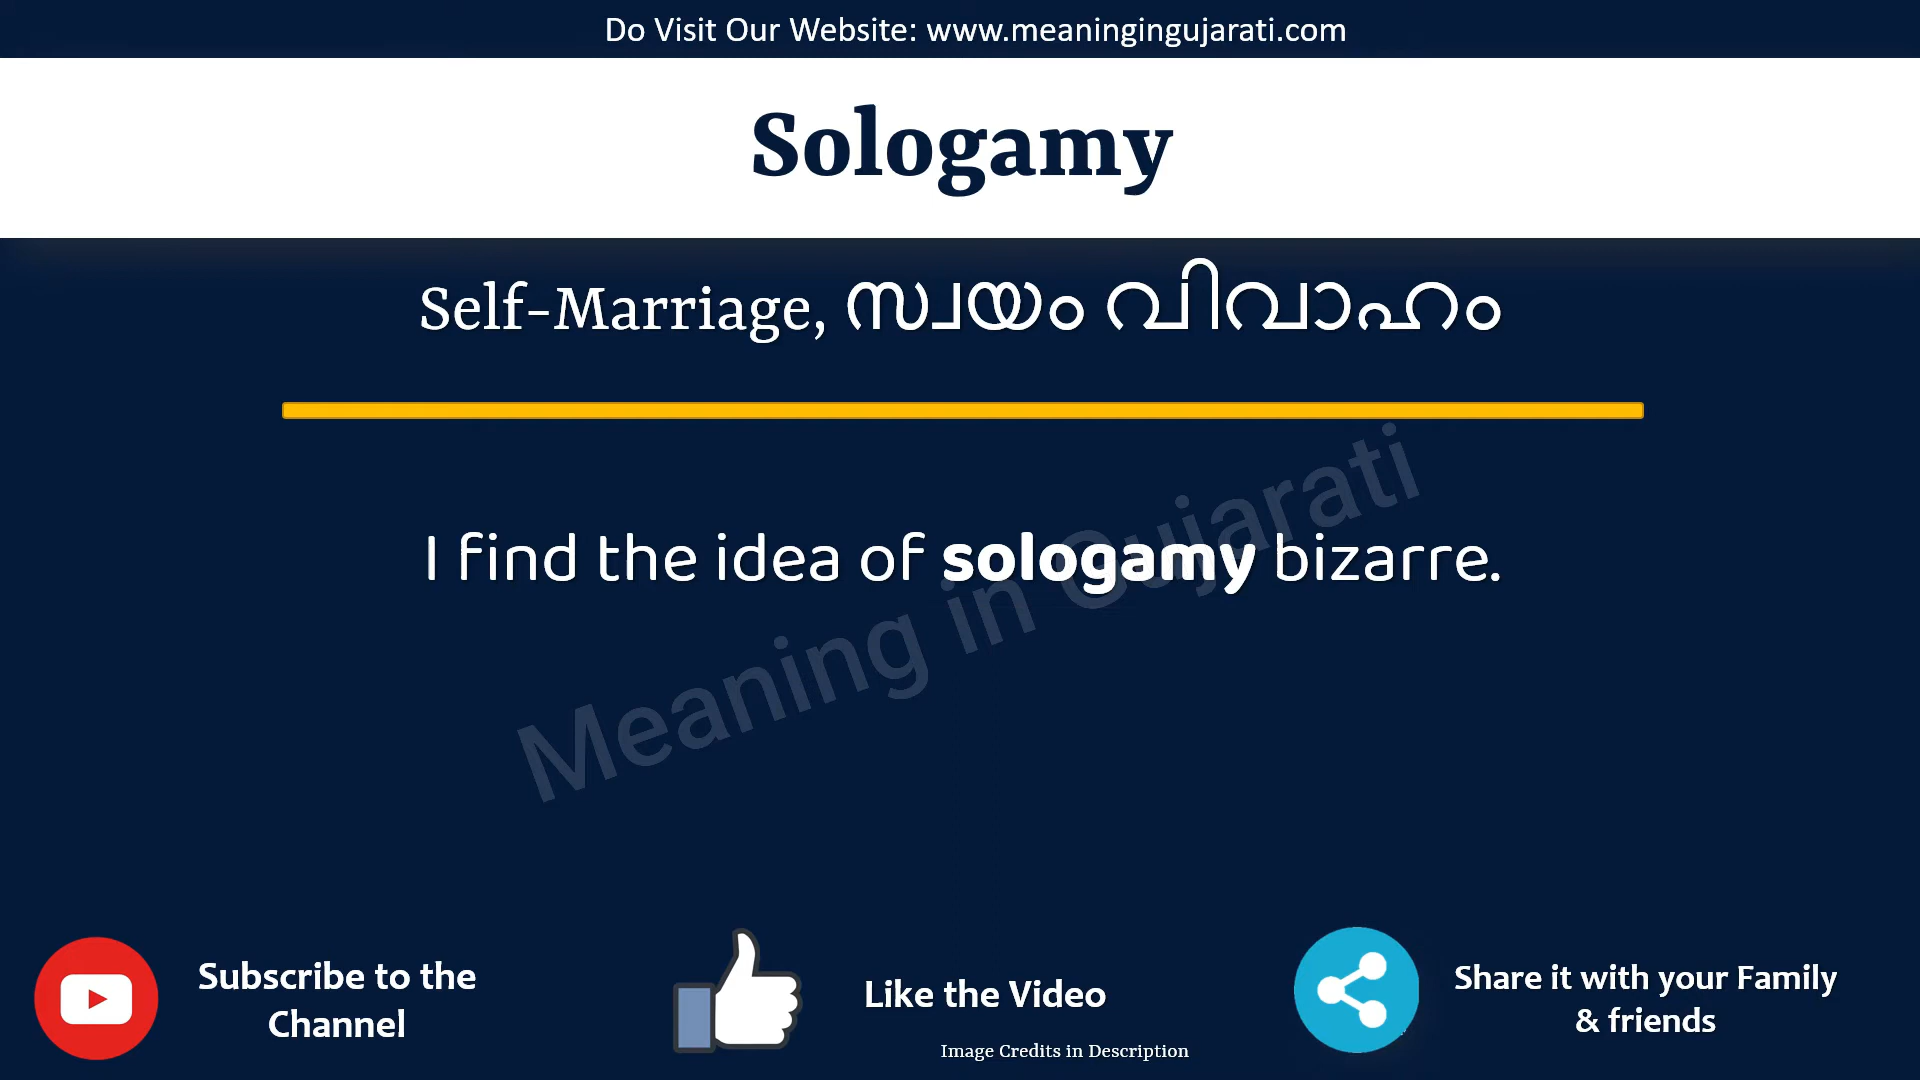 Do Visit Our Website: www.meaningingujarati.com
Sologamy
Self-Marriage, സ്വയം വിവാഹം
I find the idea of sologamy bizarre.
Meaning in Gujarati
Subscribe to the
Channel
Like the Video
Share it with your Family
& friends
Image Credits in Description